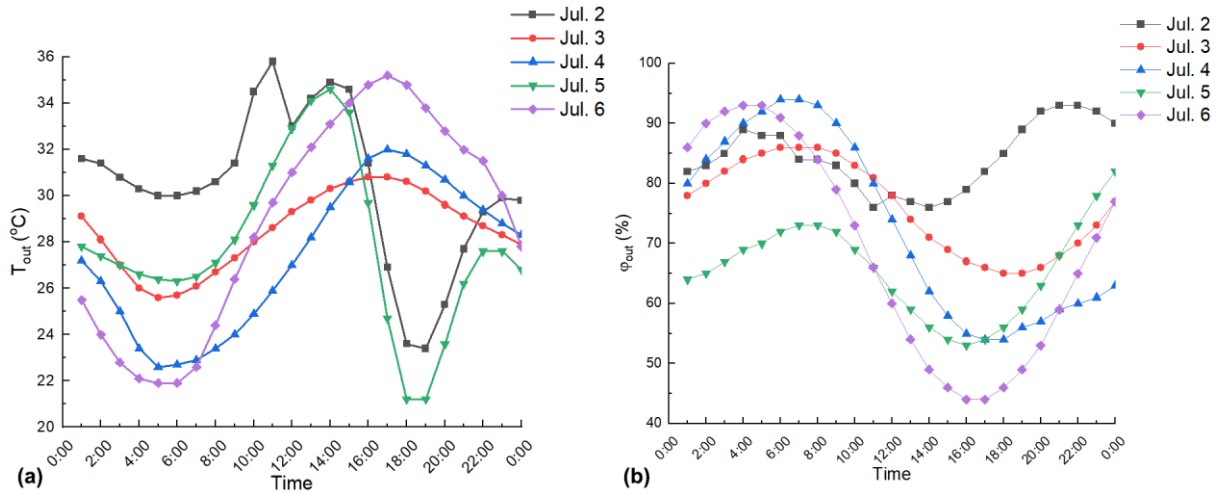 Jul. 2
Jul. 3
Jul. 4
Jul. 5
Jul. 6
36
34
32
30
28
26
24
22
20
T_out (°C)
0:00 2:00 4:00 6:00 8:00 10:00 12:00 14:00 16:00 18:00 20:00 22:00 0:00
Time
(a)
Jul. 2
Jul. 3
Jul. 4
Jul. 5
Jul. 6
100
90
80
70
60
50
40
φ_out (%)
0:00 2:00 4:00 6:00 8:00 10:00 12:00 14:00 16:00 18:00 20:00 22:00 0:00
Time
(b)